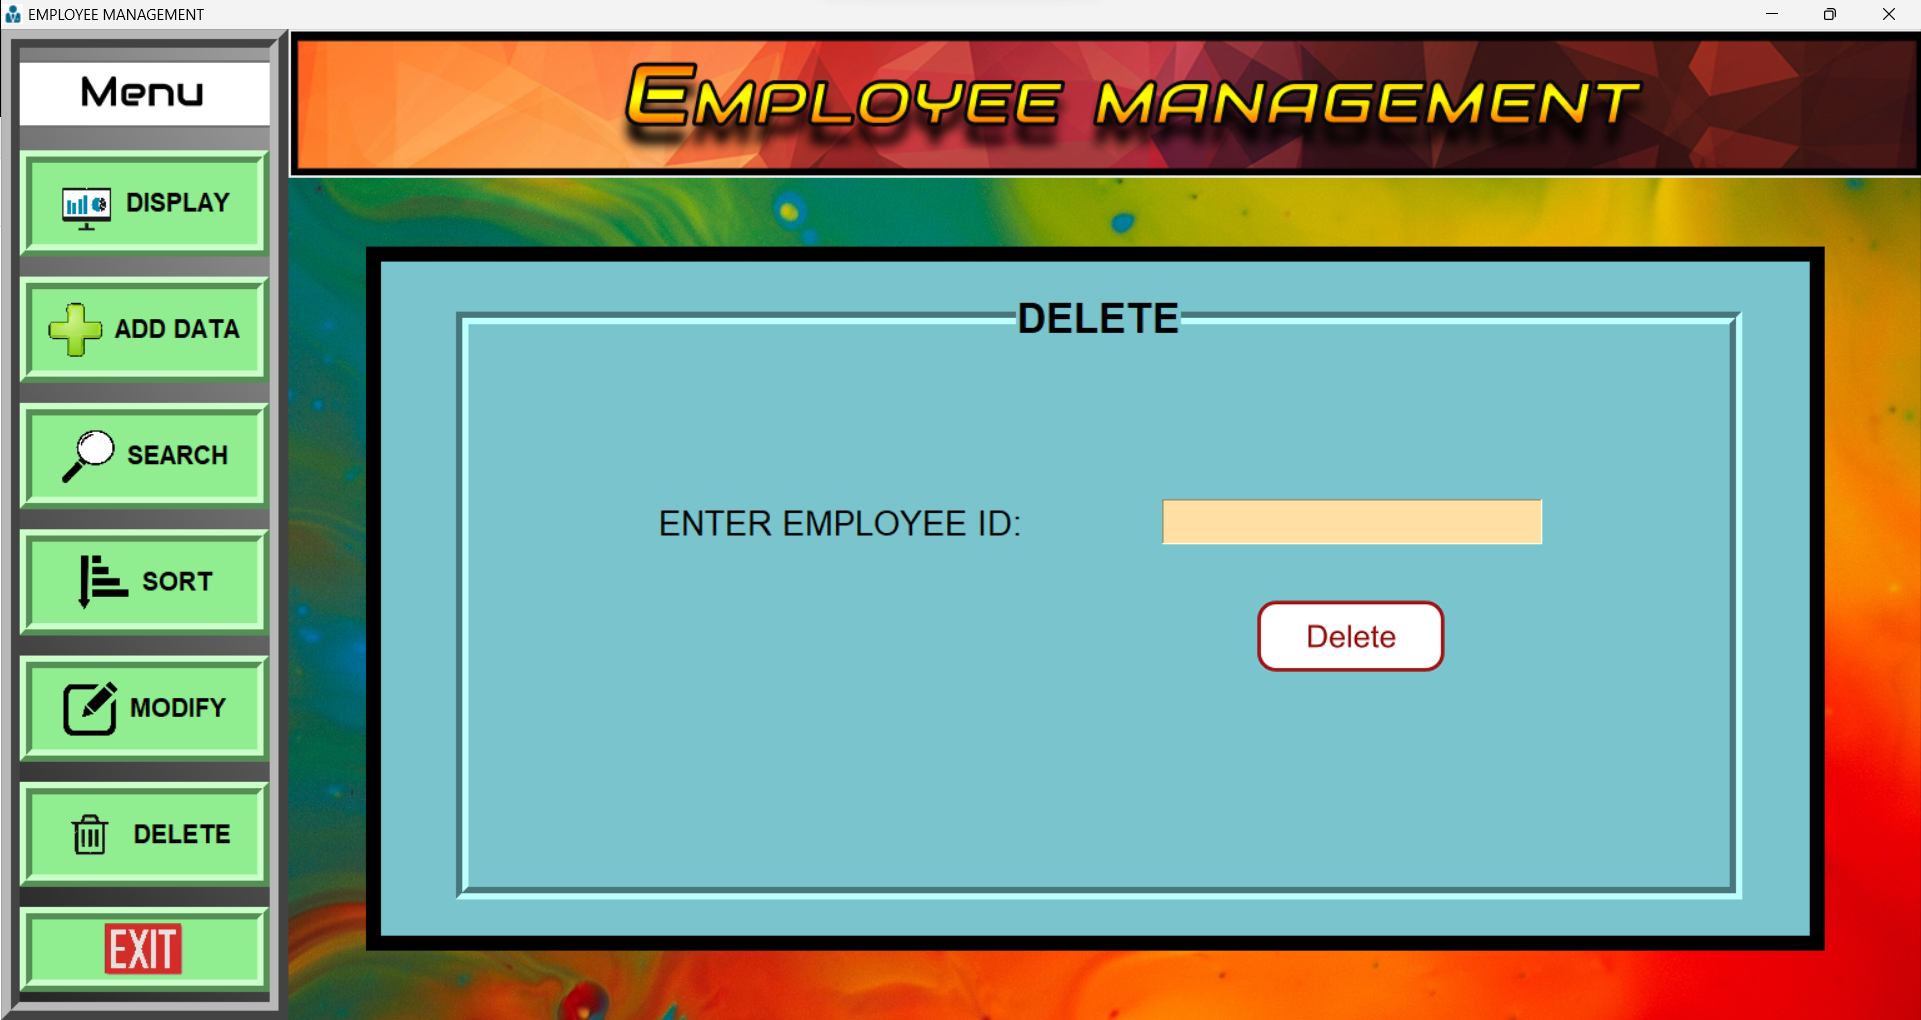 EMPLOYEE MANAGEMENT
Menu
EMPLOYEE MANAGEMENT
DISPLAY
ADD DATA
SEARCH
SORT
MODIFY
DELETE
EXIT
DELETE
ENTER EMPLOYEE ID:
Delete